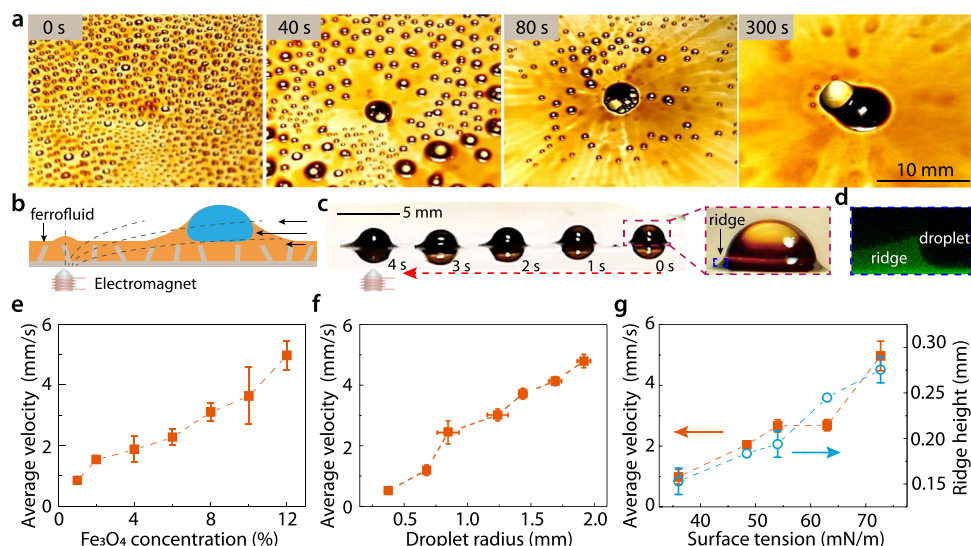 a
0 s
40 s
80 s
300 s
10 mm
b
ferrofluid
Electromagnet
c
5 mm
4 s
3 s
2 s
1 s
0 s
ridge
d
droplet
ridge
e
Average velocity (mm/s)
0
2
4
6
0
4
8
12
Fe₃O₄ concentration (%)
f
Average velocity (mm/s)
0
2
4
6
0.5
1.0
1.5
2.0
Droplet radius (mm)
g
Average velocity (mm/s)
0
2
4
6
40
50
60
70
Surface tension (mN/m)
0.15
0.20
0.25
0.30
Ridge height (mm)